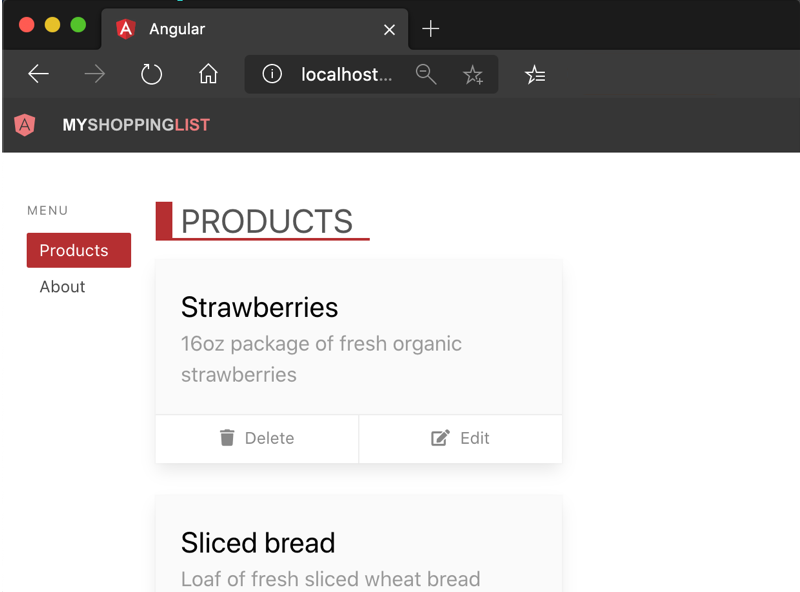 Angular
localhost...
MYSHOPPINGLIST
MENU
Products
About
PRODUCTS
Strawberries
16oz package of fresh organic
strawberries
Delete
Edit
Sliced bread
Loaf of fresh sliced wheat bread